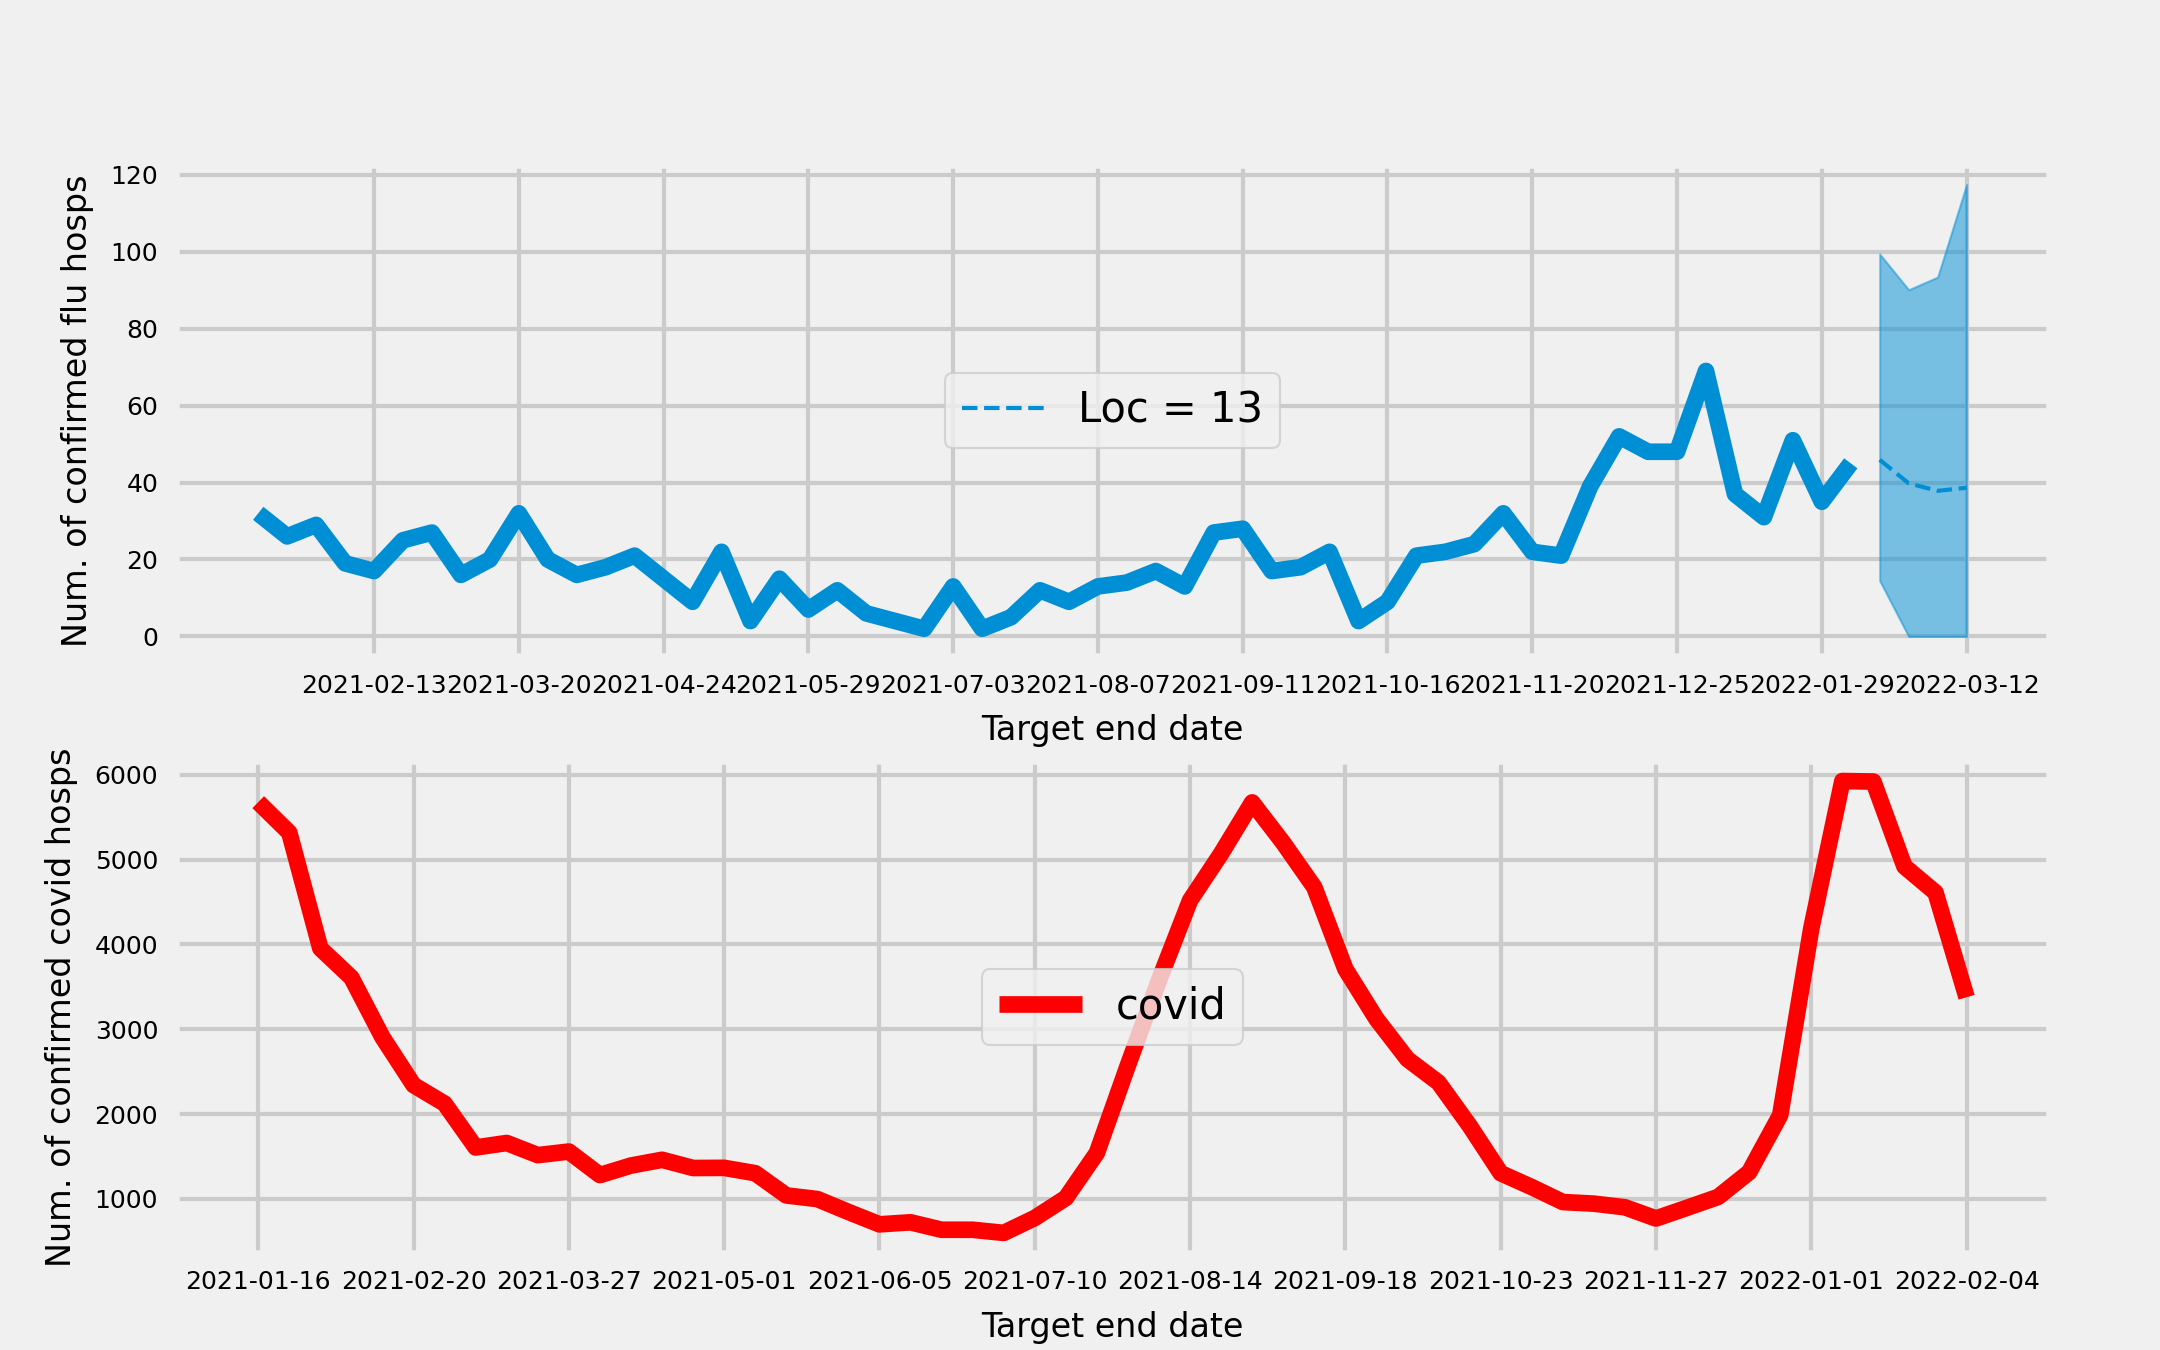 Num. of confirmed flu hosps
120
100
80
60
40
20
0
Loc = 13
2021-02-13 2021-03-20 2021-04-24 2021-05-29 2021-07-03 2021-08-07 2021-09-11 2021-10-16 2021-11-20 2021-12-25 2022-01-29 2022-03-12
Target end date
Num. of confirmed covid hosps
6000
5000
4000
3000
2000
1000
covid
2021-01-16 2021-02-20 2021-03-27 2021-05-01 2021-06-05 2021-07-10 2021-08-14 2021-09-18 2021-10-23 2021-11-27 2022-01-01 2022-02-04
Target end date